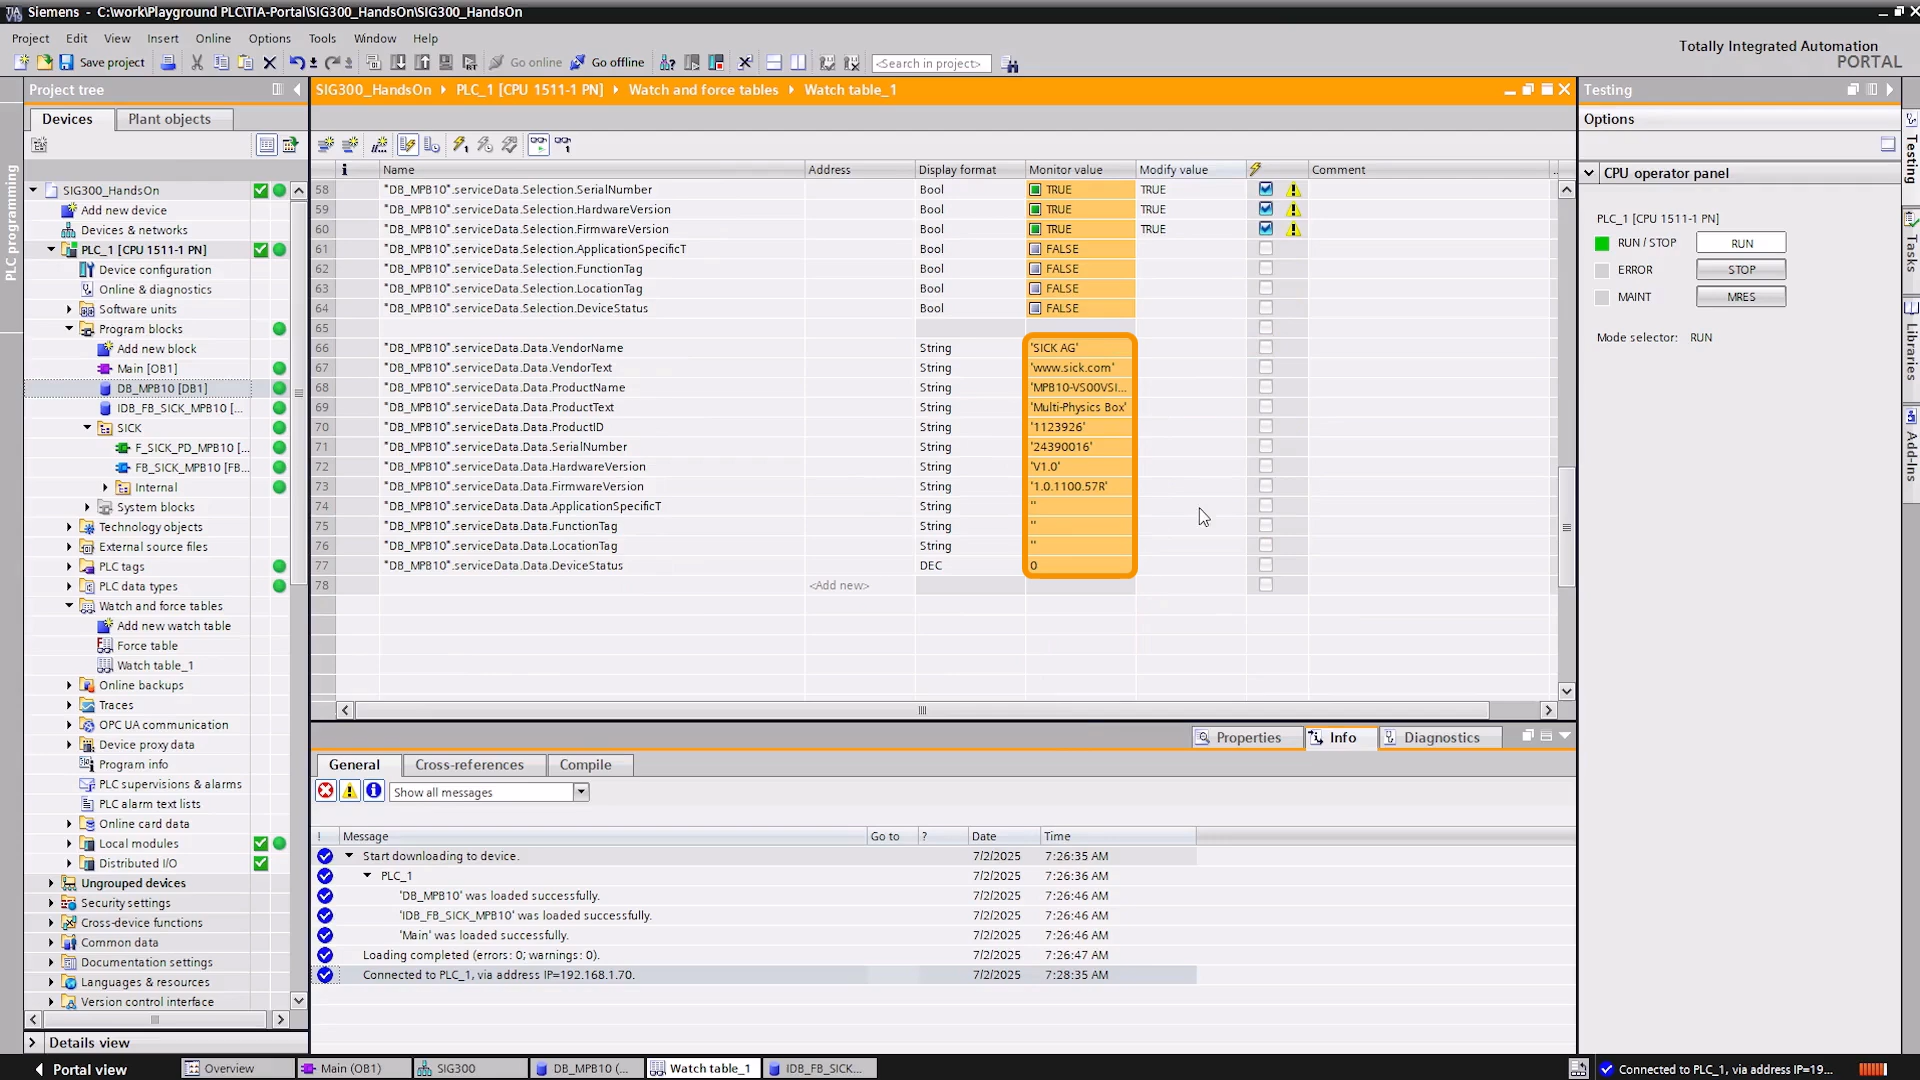 Siemens - C:\work\Playground PLC\TIA-Portal\SIG300_HandsOn\SIG300_HandsOn
Project Edit View Insert Online Options Tools Window Help
Totally Integrated Automation
PORTAL
Save project Go online Go offline <Search in project>
Project tree
SIG300_HandsOn PLC_1 [CPU 1511-1 PN] Watch and force tables Watch table_1
Testing
Devices Plant objects
Options
PLC programming
Name Address Display format Monitor value Modify value Comment
CPU operator panel
PLC_1 [CPU 1511-1 PN]
RUN / STOP RUN
ERROR STOP
MAINT MRES
Mode selector: RUN
Testing
Tasks
Libraries
Add-Ins
SIG300_HandsOn
Add new device
Devices & networks
PLC_1 [CPU 1511-1 PN]
Device configuration
Online & diagnostics
Software units
Program blocks
Add new block
Main [OB1]
DB_MPB10 [DB1]
IDB_FB_SICK_MPB10 [...
SICK
F_SICK_PD_MPB10 [...
FB_SICK_MPB10 [FB...
Internal
System blocks
Technology objects
External source files
PLC tags
PLC data types
Watch and force tables
Add new watch table
Force table
Watch table_1
Online backups
Traces
OPC UA communication
Device proxy data
Program info
PLC supervisions & alarms
PLC alarm text lists
Online card data
Local modules
Distributed I/O
Ungrouped devices
Security settings
Cross-device functions
Common data
Documentation settings
Languages & resources
Version control interface
Details view
58 "DB_MPB10".serviceData.Selection.SerialNumber Bool TRUE TRUE
59 "DB_MPB10".serviceData.Selection.HardwareVersion Bool TRUE TRUE
60 "DB_MPB10".serviceData.Selection.FirmwareVersion Bool TRUE TRUE
61 "DB_MPB10".serviceData.Selection.ApplicationSpecificT Bool FALSE
62 "DB_MPB10".serviceData.Selection.FunctionTag Bool FALSE
63 "DB_MPB10".serviceData.Selection.LocationTag Bool FALSE
64 "DB_MPB10".serviceData.Selection.DeviceStatus Bool FALSE
65
66 "DB_MPB10".serviceData.Data.VendorName String 'SICK AG'
67 "DB_MPB10".serviceData.Data.VendorText String 'www.sick.com'
68 "DB_MPB10".serviceData.Data.ProductName String 'MPB10-VS00VSI...
69 "DB_MPB10".serviceData.Data.ProductText String 'Multi-Physics Box'
70 "DB_MPB10".serviceData.Data.ProductID String '1123926'
71 "DB_MPB10".serviceData.Data.SerialNumber String '24390016'
72 "DB_MPB10".serviceData.Data.HardwareVersion String 'V1.0'
73 "DB_MPB10".serviceData.Data.FirmwareVersion String '1.0.1100.57R'
74 "DB_MPB10".serviceData.Data.ApplicationSpecificT String ''
75 "DB_MPB10".serviceData.Data.FunctionTag String ''
76 "DB_MPB10".serviceData.Data.LocationTag String ''
77 "DB_MPB10".serviceData.Data.DeviceStatus DEC 0
78 <Add new>
Properties Info Diagnostics
General Cross-references Compile
Show all messages
! Message Go to ? Date Time
Start downloading to device. 7/2/2025 7:26:35 AM
PLC_1 7/2/2025 7:26:36 AM
'DB_MPB10' was loaded successfully. 7/2/2025 7:26:46 AM
'IDB_FB_SICK_MPB10' was loaded successfully. 7/2/2025 7:26:46 AM
'Main' was loaded successfully. 7/2/2025 7:26:46 AM
Loading completed (errors: 0; warnings: 0). 7/2/2025 7:26:47 AM
Connected to PLC_1, via address IP=192.168.1.70. 7/2/2025 7:28:35 AM
Portal view Overview Main (OB1) SIG300 DB_MPB10 (... Watch table_1 IDB_FB_SICK... Connected to PLC_1, via address IP=19...